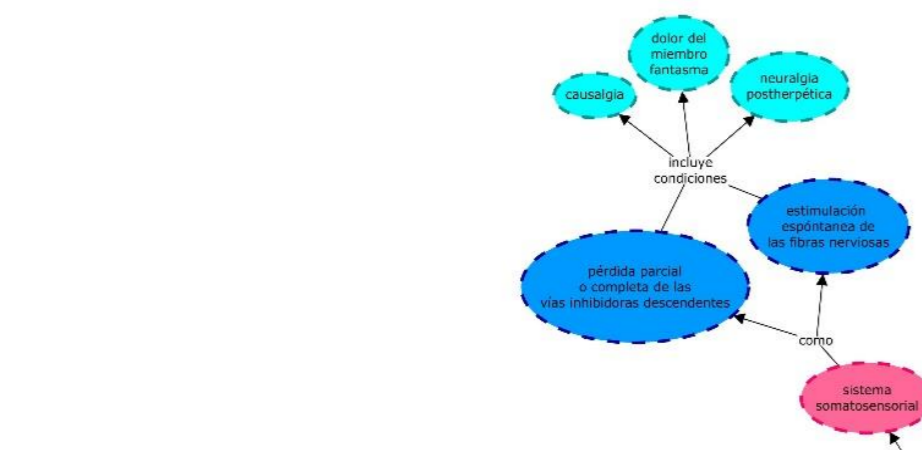 dolor del
miembro
fantasma
causalgia
neuralgia
postherpética
incluye
condiciones
estimulación
espóntanea de
las fibras nerviosas
pérdida parcial
o completa de las
vías inhibidoras descendentes
como
sistema
somatosensorial